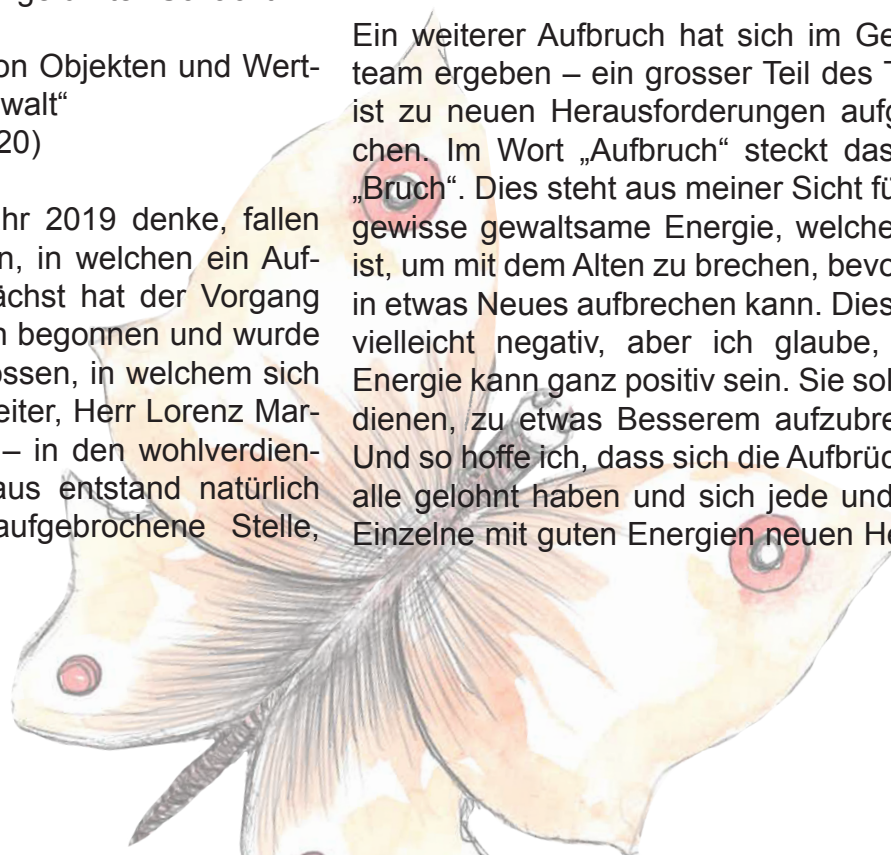 on Objekten und Wert-
walt“
20)
hr 2019 denke, fallen
n, in welchen ein Auf-
ächst hat der Vorgang
n begonnen und wurde
ossen, in welchem sich
eiter, Herr Lorenz Mar-
– in den wohlverdien-
aus entstand natürlich
aufgebrochene Stelle,
Ein weiterer Aufbruch hat sich im Ge
team ergeben – ein grosser Teil des T
ist zu neuen Herausforderungen aufg
chen. Im Wort „Aufbruch“ steckt das
„Bruch“. Dies steht aus meiner Sicht fü
gewisse gewaltsame Energie, welche
ist, um mit dem Alten zu brechen, bevo
in etwas Neues aufbrechen kann. Dies
vielleicht negativ, aber ich glaube,
Energie kann ganz positiv sein. Sie sol
dienen, zu etwas Besserem aufzubre
Und so hoffe ich, dass sich die Aufbrüc
alle gelohnt haben und sich jede und
Einzelne mit guten Energien neuen He